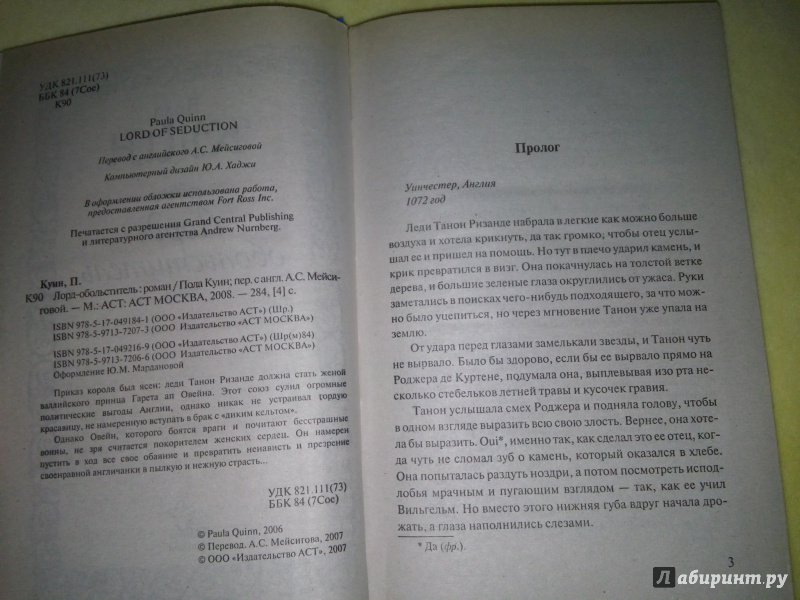 УДК 821.111(73)
ББК 84 (7Сое)
К90
Paula Quinn
LORD OF SEDUCTION
Перевод с английского А.С. Мейсиговой
Компьютерный дизайн Ю.А. Хаджи
В оформлении обложки использована работа,
предоставленная агентством Fort Ross Inc.
Печатается с разрешения Grand Central Publishing
и литературного агентства Andrew Nurnberg.
Куин, П.
К90 Лорд-обольститель : роман / Пола Куин; пер. с англ. А.С. Мейси-
говой. — М.: АСТ: АСТ МОСКВА, 2008. — 284, [4] с.
ISBN 978-5-17-049184-1 (ООО «Издательство АСТ») (Шр.)
ISBN 978-5-9713-7207-3 (ООО Издательство «АСТ МОСКВА»)
ISBN 978-5-17-049216-9 (ООО «Издательство АСТ») (Шр(м)84)
ISBN 978-5-9713-7206-6 (ООО Издательство «АСТ МОСКВА»)
Оформление Ю.М. Мардановой
Приказ короля был ясен: леди Танон Ризанде должна стать женой
валлийского принца Гарета ап Овейна. Этот союз сулил огромные
политические выгоды Англии, однако никак не устраивал гордую
красавицу, не намеренную вступать в брак с «диким кельтом».
Однако Овейн, которого боятся враги и почитают бесстрашные
воины, не зря считается покорителем женских сердец. Он намерен
пустить в ход все свое обаяние и превратить ненависть и презрение
своенравной англичанки в пылкую и нежную страсть...
УДК 821.111(73)
ББК 84 (7Сое)
© Paula Quinn, 2006
© Перевод. А.С. Мейсигова, 2007
© ООО «Издательство АСТ», 2007
Пролог
Уинчестер, Англия
1072 год
Леди Танон Ризанде набрала в легкие как можно больше
воздуха и хотела крикнуть, да так громко, чтобы отец услы-
шал ее и пришел на помощь. Но тут в плечо ударил камень, и
крик превратился в визг. Она покачнулась на толстой ветке
дерева, и большие зеленые глаза округлились от ужаса. Руки
заметались в поисках чего-нибудь подходящего, за что мож-
но было уцепиться, но через мгновение Танон уже упала на
землю.
От удара перед глазами замелькали звезды, и Танон чуть
не вырвало. Было бы здорово, если бы ее вырвало прямо на
Роджера де Куртене, подумала она, выплевывая изо рта не-
сколько стебельков летней травы и кусочек гравия.
Танон услышала смех Роджера и подняла голову, чтобы
в одном взгляде выразить всю свою злость. Вернее, она хоте-
ла бы выразить. Oui*, именно так, как сделал это ее отец, ког-
да чуть не сломал зуб о камень, который оказался в хлебе.
Она попыталась раздуть ноздри, а потом посмотреть испод-
лобья мрачным и пугающим взглядом — так, как ее учил
Вильгельм. Но вместо этого нижняя губа вдруг начала дро-
жать, а глаза наполнились слезами.
* Да (фр.).
3
Лабиринт.ру